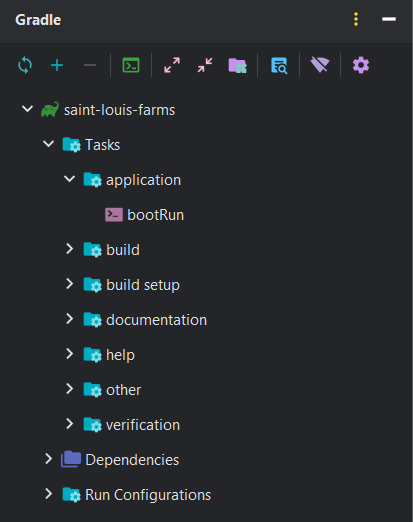 Gradle
saint-louis-farms
Tasks
application
bootRun
build
build setup
documentation
help
other
verification
Dependencies
Run Configurations